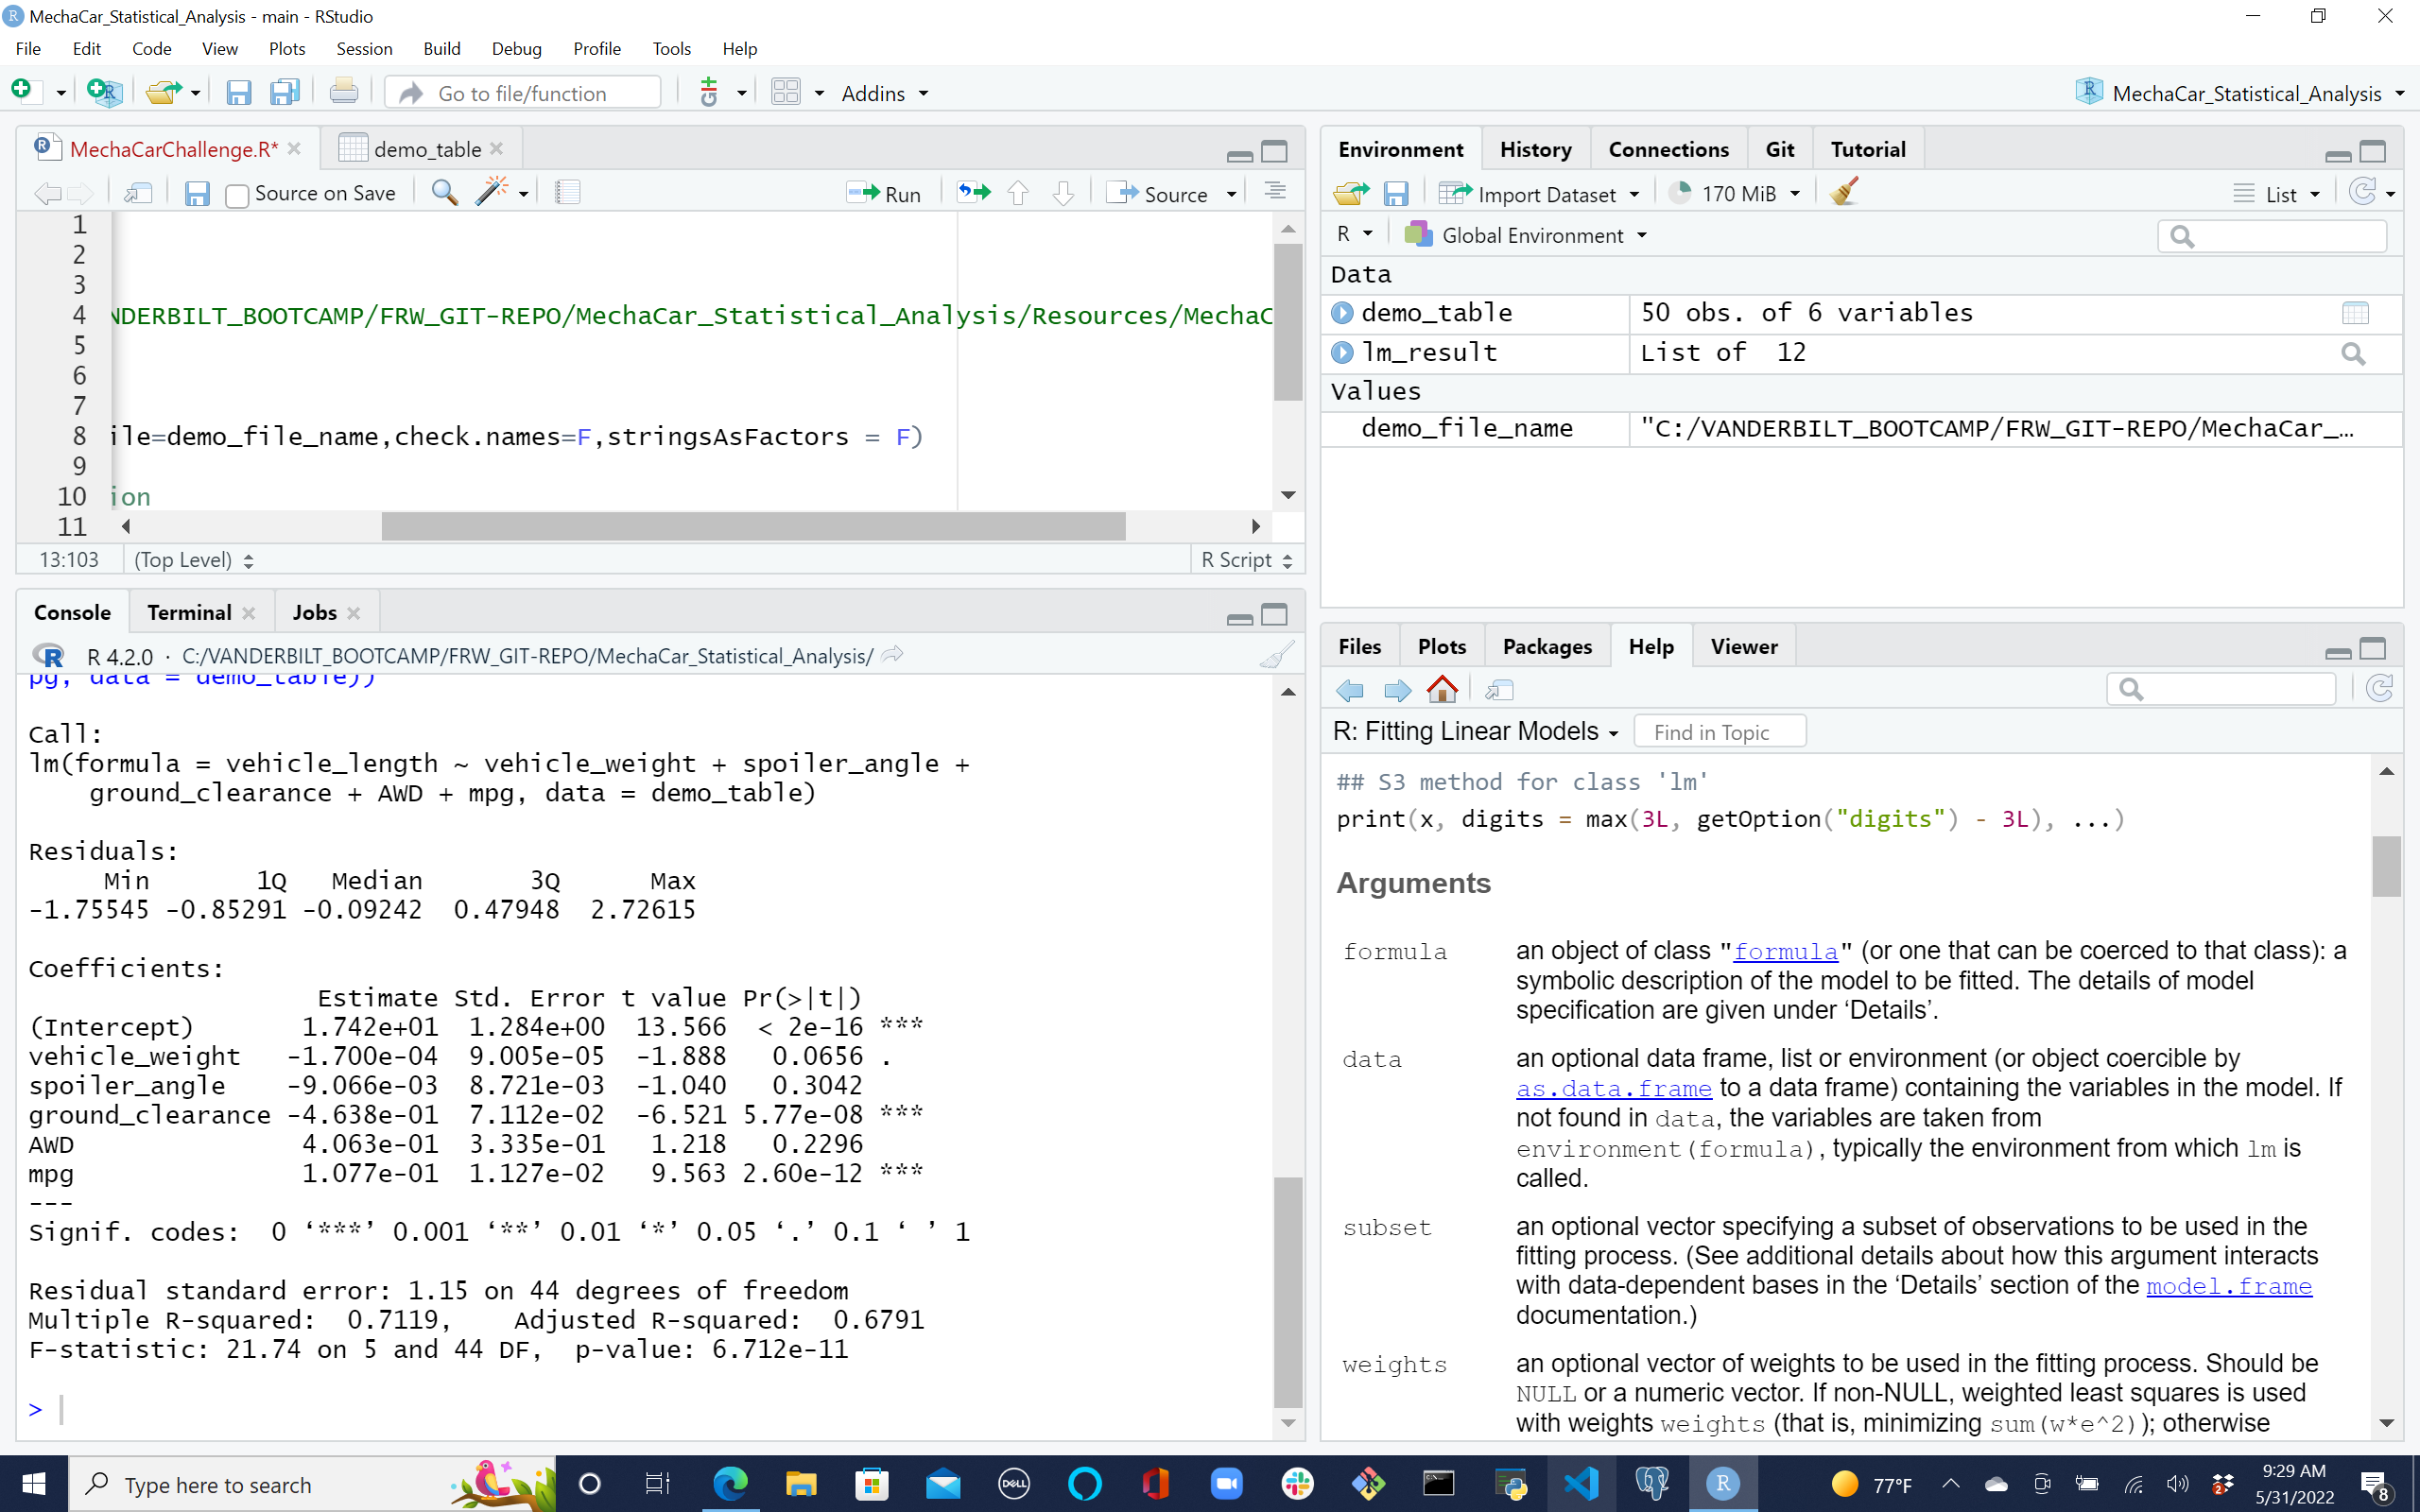 MechaCar_Statistical_Analysis - main - RStudio
File Edit Code View Plots Session Build Debug Profile Tools Help
Go to file/function Addins MechaCar_Statistical_Analysis
MechaCarChallenge.R* demo_table
Source on Save Run Source
1
2
3
4 NDERBILT_BOOTCAMP/FRW_GIT-REPO/MechaCar_Statistical_Analysis/Resources/MechaC
5
6
7
8 ile=demo_file_name,check.names=F,stringsAsFactors = F)
9
10 ion
11
13:103 (Top Level) R Script
Console Terminal Jobs
R 4.2.0 · C:/VANDERBILT_BOOTCAMP/FRW_GIT-REPO/MechaCar_Statistical_Analysis/
pg, data = demo_table))
Call:
lm(formula = vehicle_length ~ vehicle_weight + spoiler_angle +
ground_clearance + AWD + mpg, data = demo_table)
Residuals:
Min 1Q Median 3Q Max
-1.75545 -0.85291 -0.09242 0.47948 2.72615
Coefficients:
Estimate Std. Error t value Pr(>|t|)
(Intercept) 1.742e+01 1.284e+00 13.566 < 2e-16 ***
vehicle_weight -1.700e-04 9.005e-05 -1.888 0.0656 .
spoiler_angle -9.066e-03 8.721e-03 -1.040 0.3042
ground_clearance -4.638e-01 7.112e-02 -6.521 5.77e-08 ***
AWD 4.063e-01 3.335e-01 1.218 0.2296
mpg 1.077e-01 1.127e-02 9.563 2.60e-12 ***
---
Signif. codes: 0 ‘***’ 0.001 ‘**’ 0.01 ‘*’ 0.05 ‘.’ 0.1 ‘ ’ 1
Residual standard error: 1.15 on 44 degrees of freedom
Multiple R-squared: 0.7119, Adjusted R-squared: 0.6791
F-statistic: 21.74 on 5 and 44 DF, p-value: 6.712e-11
>
Environment History Connections Git Tutorial
Import Dataset 170 MiB List
R Global Environment
Data
demo_table 50 obs. of 6 variables
lm_result List of 12
Values
demo_file_name "C:/VANDERBILT_BOOTCAMP/FRW_GIT-REPO/MechaCar_…
Files Plots Packages Help Viewer
R: Fitting Linear Models Find in Topic
## S3 method for class 'lm'
print(x, digits = max(3L, getOption("digits") - 3L), ...)
Arguments
formula an object of class "formula" (or one that can be coerced to that class): a
symbolic description of the model to be fitted. The details of model
specification are given under ‘Details’.
data an optional data frame, list or environment (or object coercible by
as.data.frame to a data frame) containing the variables in the model. If
not found in data, the variables are taken from
environment(formula), typically the environment from which lm is
called.
subset an optional vector specifying a subset of observations to be used in the
fitting process. (See additional details about how this argument interacts
with data-dependent bases in the ‘Details’ section of the model.frame
documentation.)
weights an optional vector of weights to be used in the fitting process. Should be
NULL or a numeric vector. If non-NULL, weighted least squares is used
with weights weights (that is, minimizing sum(w*e^2)); otherwise
Type here to search DELL 77°F 9:29 AM
5/31/2022 8